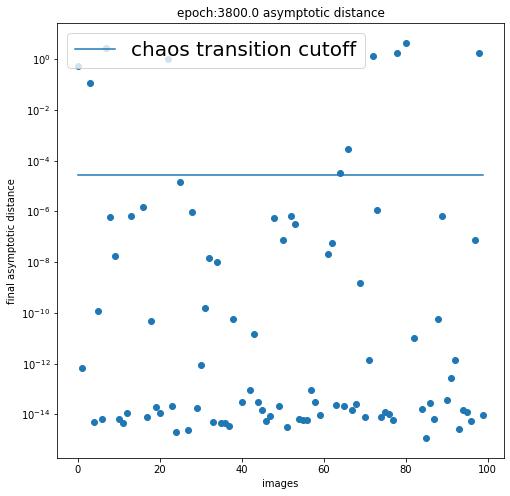 epoch:3800.0 asymptotic distance
chaos transition cutoff
final asymptotic distance
10^0
10^-2
10^-4
10^-6
10^-8
10^-10
10^-12
10^-14
0 20 40 60 80 100
images